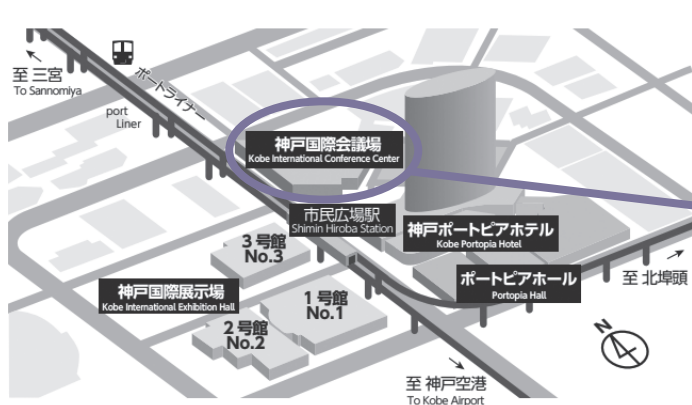 至 三宮
To Sannomiya
ポートライナー
port
Liner
神戸国際会議場
Kobe International Conference Center
市民広場駅
Shimin Hiroba Station
神戸ポートピアホテル
Kobe Portopia Hotel
3号館
No.3
ポートピアホール
Portopia Hall
至 北埠頭
神戸国際展示場
Kobe International Exhibition Hall
1号館
No.1
2号館
No.2
N
至 神戸空港
To Kobe Airport